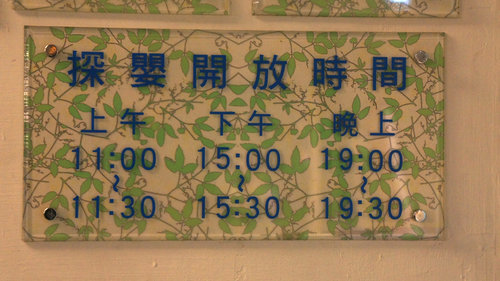 探嬰開放時間
上午 下午 晚上
11:00 15:00 19:00
~ ~ ~
11:30 15:30 19:30